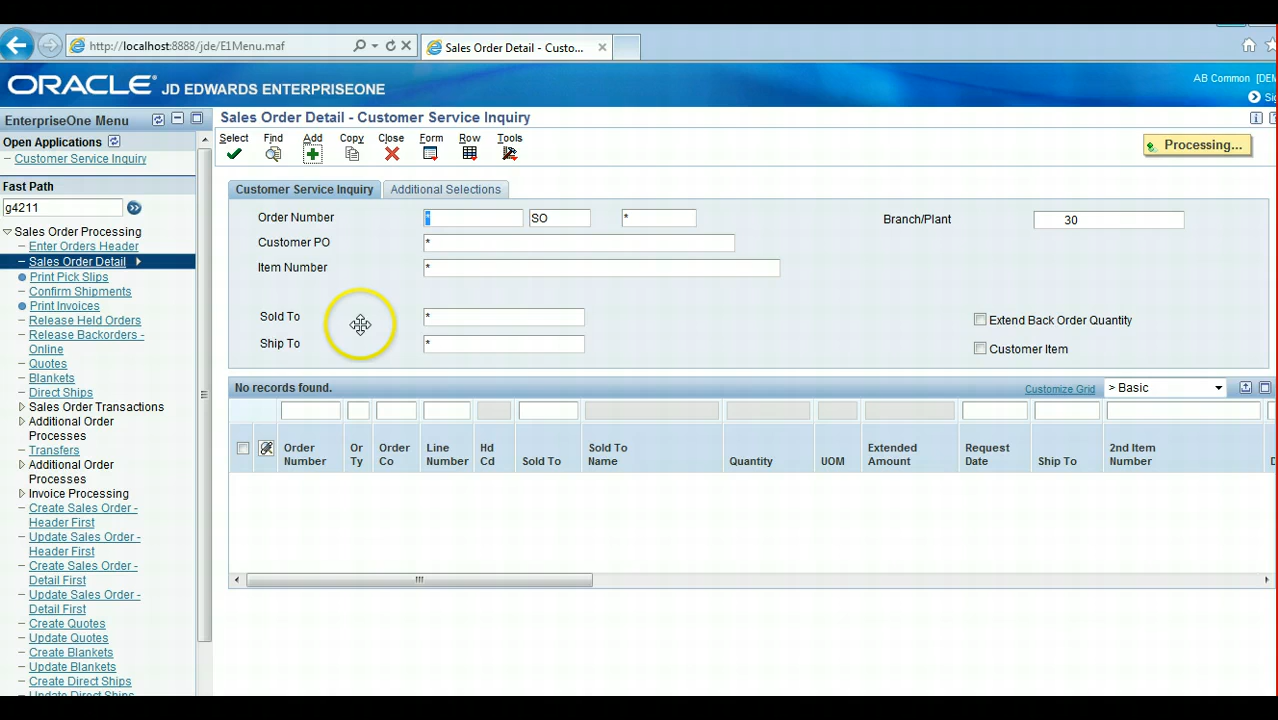 http://localhost:8888/jde/E1Menu.maf
Sales Order Detail - Custo...
ORACLE JD EDWARDS ENTERPRISEONE
AB Common [DEM
EnterpriseOne Menu
Open Applications
Customer Service Inquiry
Fast Path
g4211
Sales Order Processing
Enter Orders Header
Sales Order Detail
Print Pick Slips
Confirm Shipments
Print Invoices
Release Held Orders
Release Backorders -
Online
Quotes
Blankets
Direct Ships
Sales Order Transactions
Additional Order
Processes
Transfers
Additional Order
Processes
Invoice Processing
Create Sales Order -
Header First
Update Sales Order -
Header First
Create Sales Order -
Detail First
Update Sales Order -
Detail First
Create Quotes
Update Quotes
Create Blankets
Update Blankets
Create Direct Ships
Update Direct Ships
Sales Order Detail - Customer Service Inquiry
Select Find Add Copy Close Form Row Tools
Processing...
Customer Service Inquiry Additional Selections
Order Number * SO * Branch/Plant 30
Customer PO *
Item Number *
Sold To * Extend Back Order Quantity
Ship To * Customer Item
No records found. Customize Grid > Basic
Order Number
Or Ty
Order Co
Line Number
Hd Cd
Sold To
Sold To Name
Quantity
UOM
Extended Amount
Request Date
Ship To
2nd Item Number